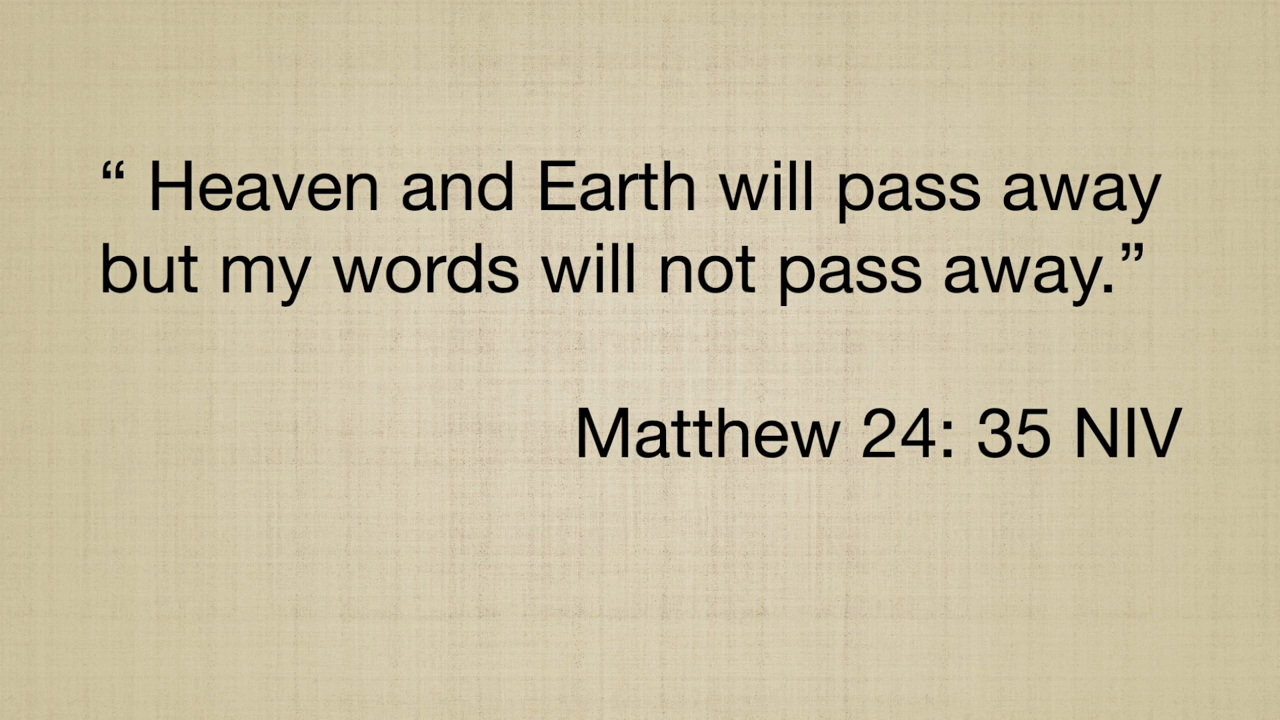 “ Heaven and Earth will pass away
but my words will not pass away.”
Matthew 24: 35 NIV